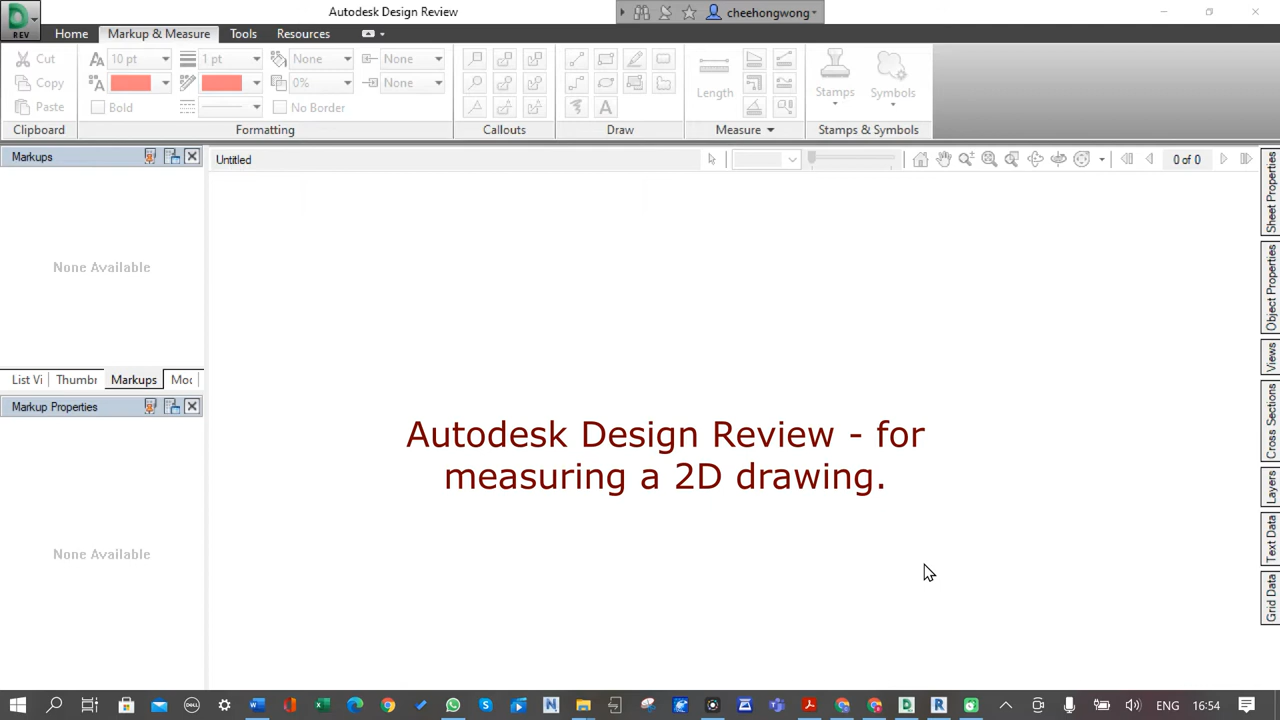 Autodesk Design Review
cheehongwong
REV
Home
Markup & Measure
Tools
Resources
Cut
10 pt
1 pt
None
None
Copy
0%
None
Length
Stamps
Symbols
Paste
Bold
No Border
Clipboard
Formatting
Callouts
Draw
Measure
Stamps & Symbols
Markups
Untitled
0 of 0
None Available
List Vi
Thumbr
Markups
Mod
Markup Properties
None Available
Autodesk Design Review - for
measuring a 2D drawing.
Sheet Properties
Object Properties
Views
Cross Sections
Layers
Text Data
Grid Data
ENG
16:54